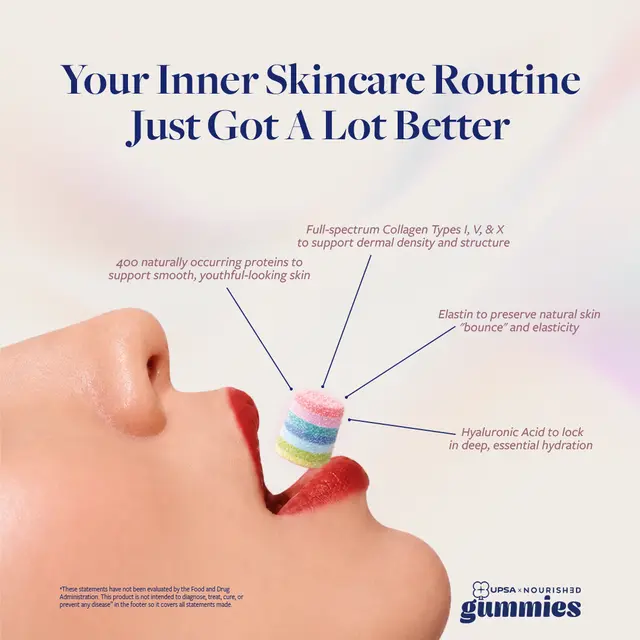 Your Inner Skincare Routine
Just Got A Lot Better
Full-spectrum Collagen Types I, V, & X
to support dermal density and structure
400 naturally occurring proteins to
support smooth, youthful-looking skin
Elastin to preserve natural skin
"bounce" and elasticity
Hyaluronic Acid to lock
in deep, essential hydration
*These statements have not been evaluated by the Food and Drug
Administration. This product is not intended to diagnose, treat, cure, or
prevent any disease" in the footer so it covers all statements made.
UPSA x NOURISH3D
gummies